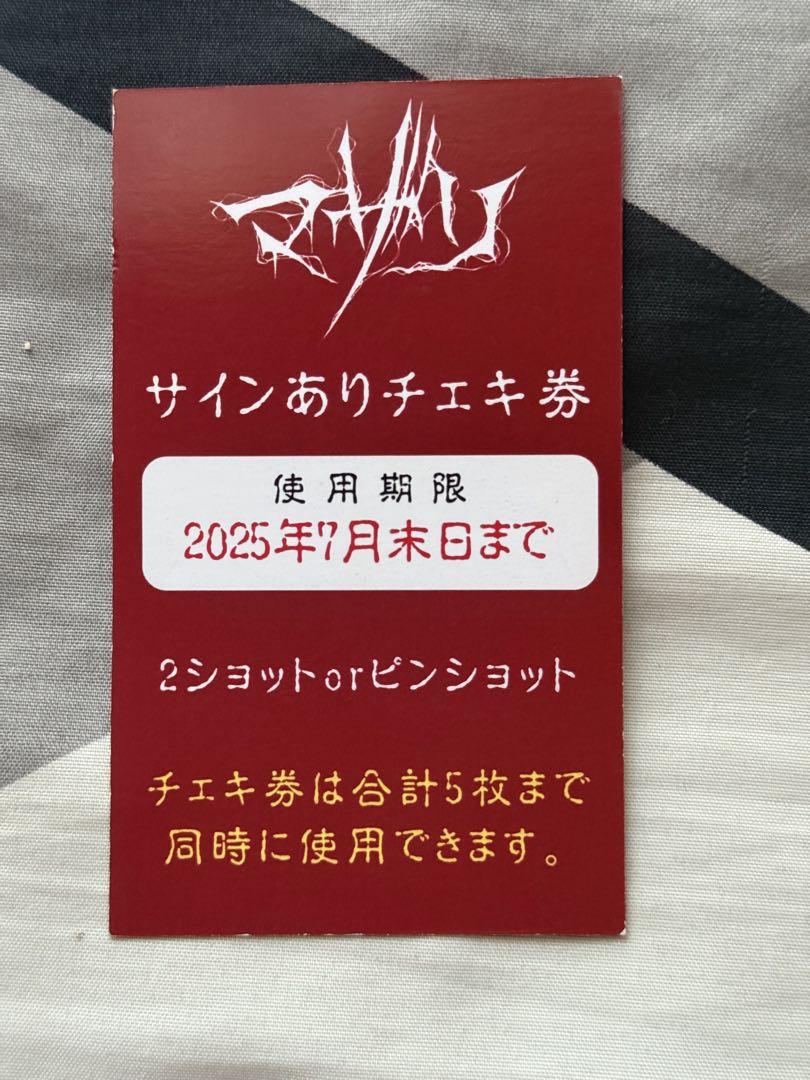 マザリ
サインありチェキ券
使用期限
2025年7月末日まで
2ショットorピンショット
チェキ券は合計5枚まで
同時に使用できます。